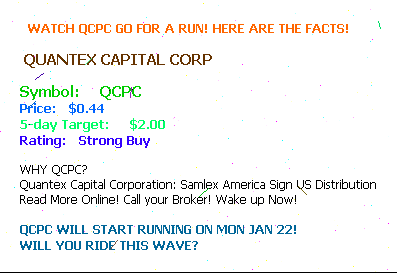 WATCH QCPC GO FOR A RUN! HERE ARE THE FACTS!
QUANTEX CAPITAL CORP
Symbol: QCPC
Price: $0.44
5-day Target: $2.00
Rating: Strong Buy
WHY QCPC?
Quantex Capital Corporation: Samlex America Sign US Distribution
Read More Online! Call your Broker! Wake up Now!
QCPC WILL START RUNNING ON MON JAN 22!
WILL YOU RIDE THIS WAVE?